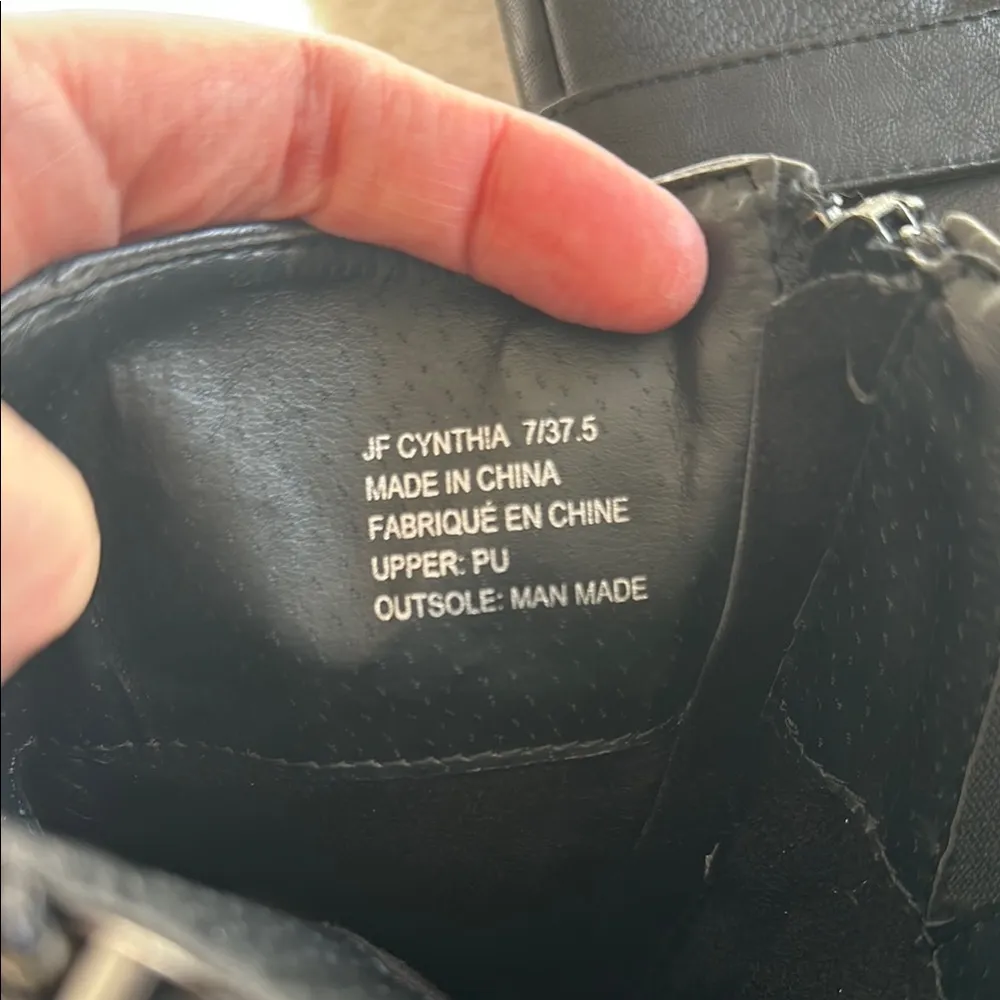 JF CYNTHIA 7/37.5
MADE IN CHINA
FABRIQUÉ EN CHINE
UPPER: PU
OUTSOLE: MAN MADE